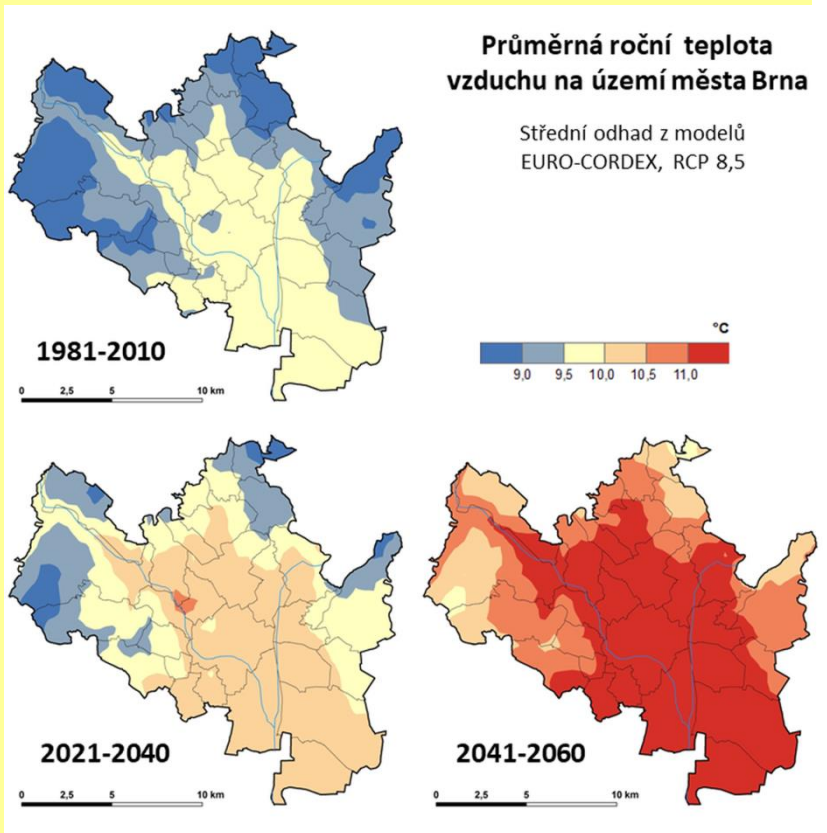 Průměrná roční teplota
vzduchu na území města Brna
Střední odhad z modelů
EURO-CORDEX, RCP 8,5
1981-2010
0 2,5 5 10 km
°C
9,0 9,5 10,0 10,5 11,0
2021-2040
0 2,5 5 10 km
2041-2060
0 2,5 5 10 km